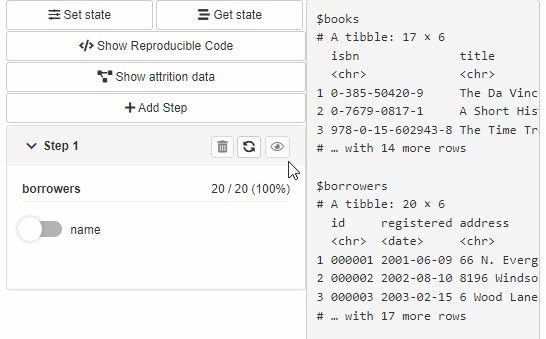 Set state
Get state
</> Show Reproducible Code
Show attrition data
+ Add Step
Step 1
borrowers 20 / 20 (100%)
name
$books
# A tibble: 17 × 6
isbn title
<chr> <chr>
1 0-385-50420-9 The Da Vinc
2 0-7679-0817-1 A Short His
3 978-0-15-602943-8 The Time Tr
# … with 14 more rows
$borrowers
# A tibble: 20 × 6
id registered address
<chr> <date> <chr>
1 000001 2001-06-09 66 N. Everg
2 000002 2002-08-10 8196 Windso
3 000003 2003-02-15 6 Wood Lane
# … with 17 more rows